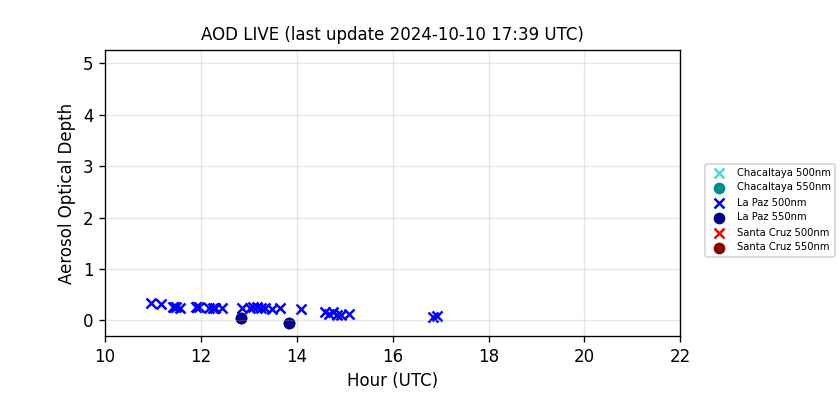 AOD LIVE (last update 2024-10-10 17:39 UTC)
Aerosol Optical Depth
5
4
3
2
1
0
10 12 14 16 18 20 22
Hour (UTC)
Chacaltaya 500nm
Chacaltaya 550nm
La Paz 500nm
La Paz 550nm
Santa Cruz 500nm
Santa Cruz 550nm